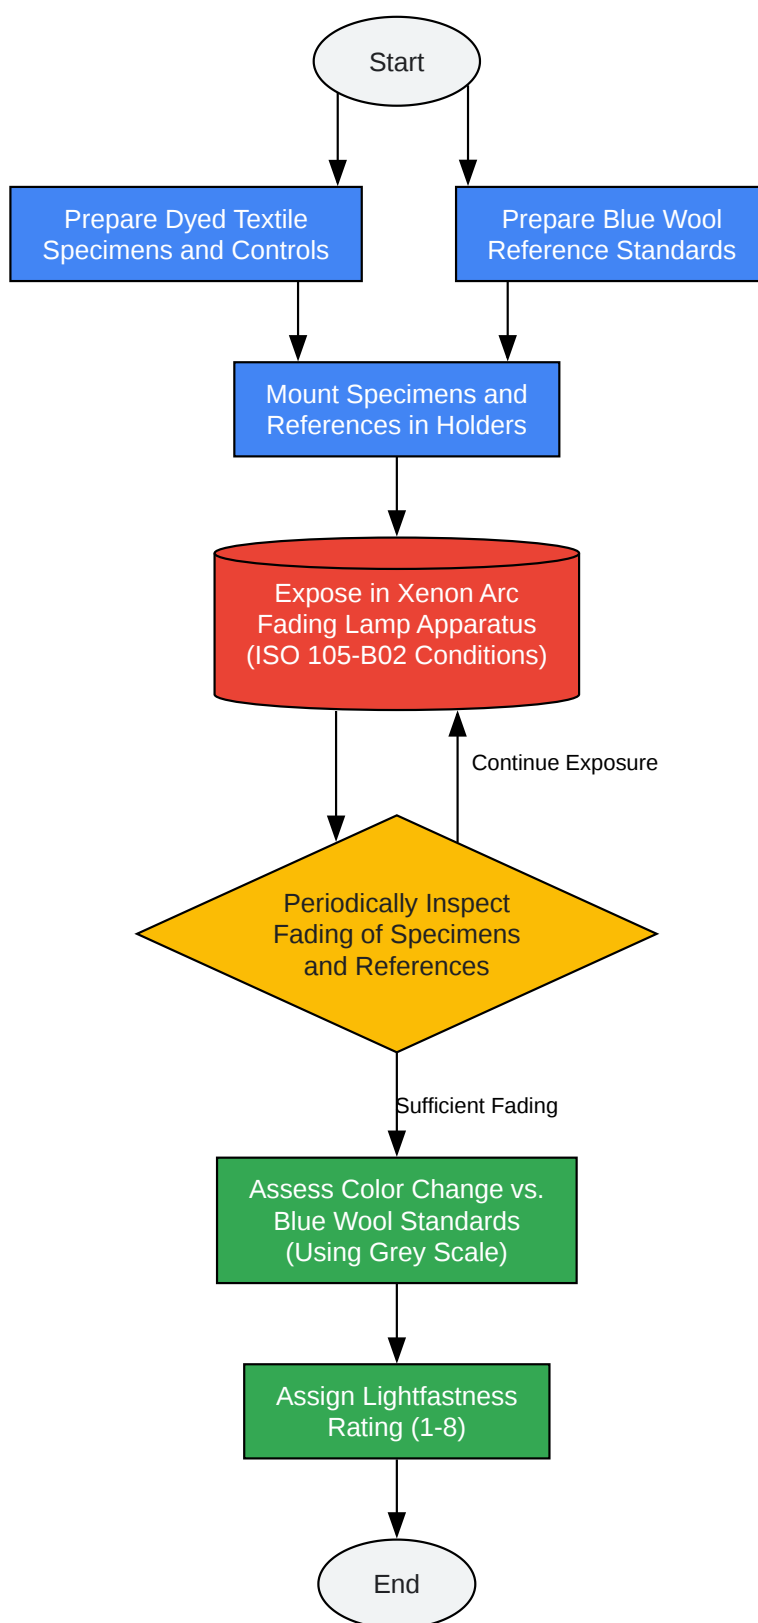 Start
Prepare Dyed Textile
Specimens and Controls
Prepare Blue Wool
Reference Standards
Mount Specimens and
References in Holders
Expose in Xenon Arc
Fading Lamp Apparatus
(ISO 105-B02 Conditions)
Continue Exposure
Periodically Inspect
Fading of Specimens
and References
Sufficient Fading
Assess Color Change vs.
Blue Wool Standards
(Using Grey Scale)
Assign Lightfastness
Rating (1-8)
End